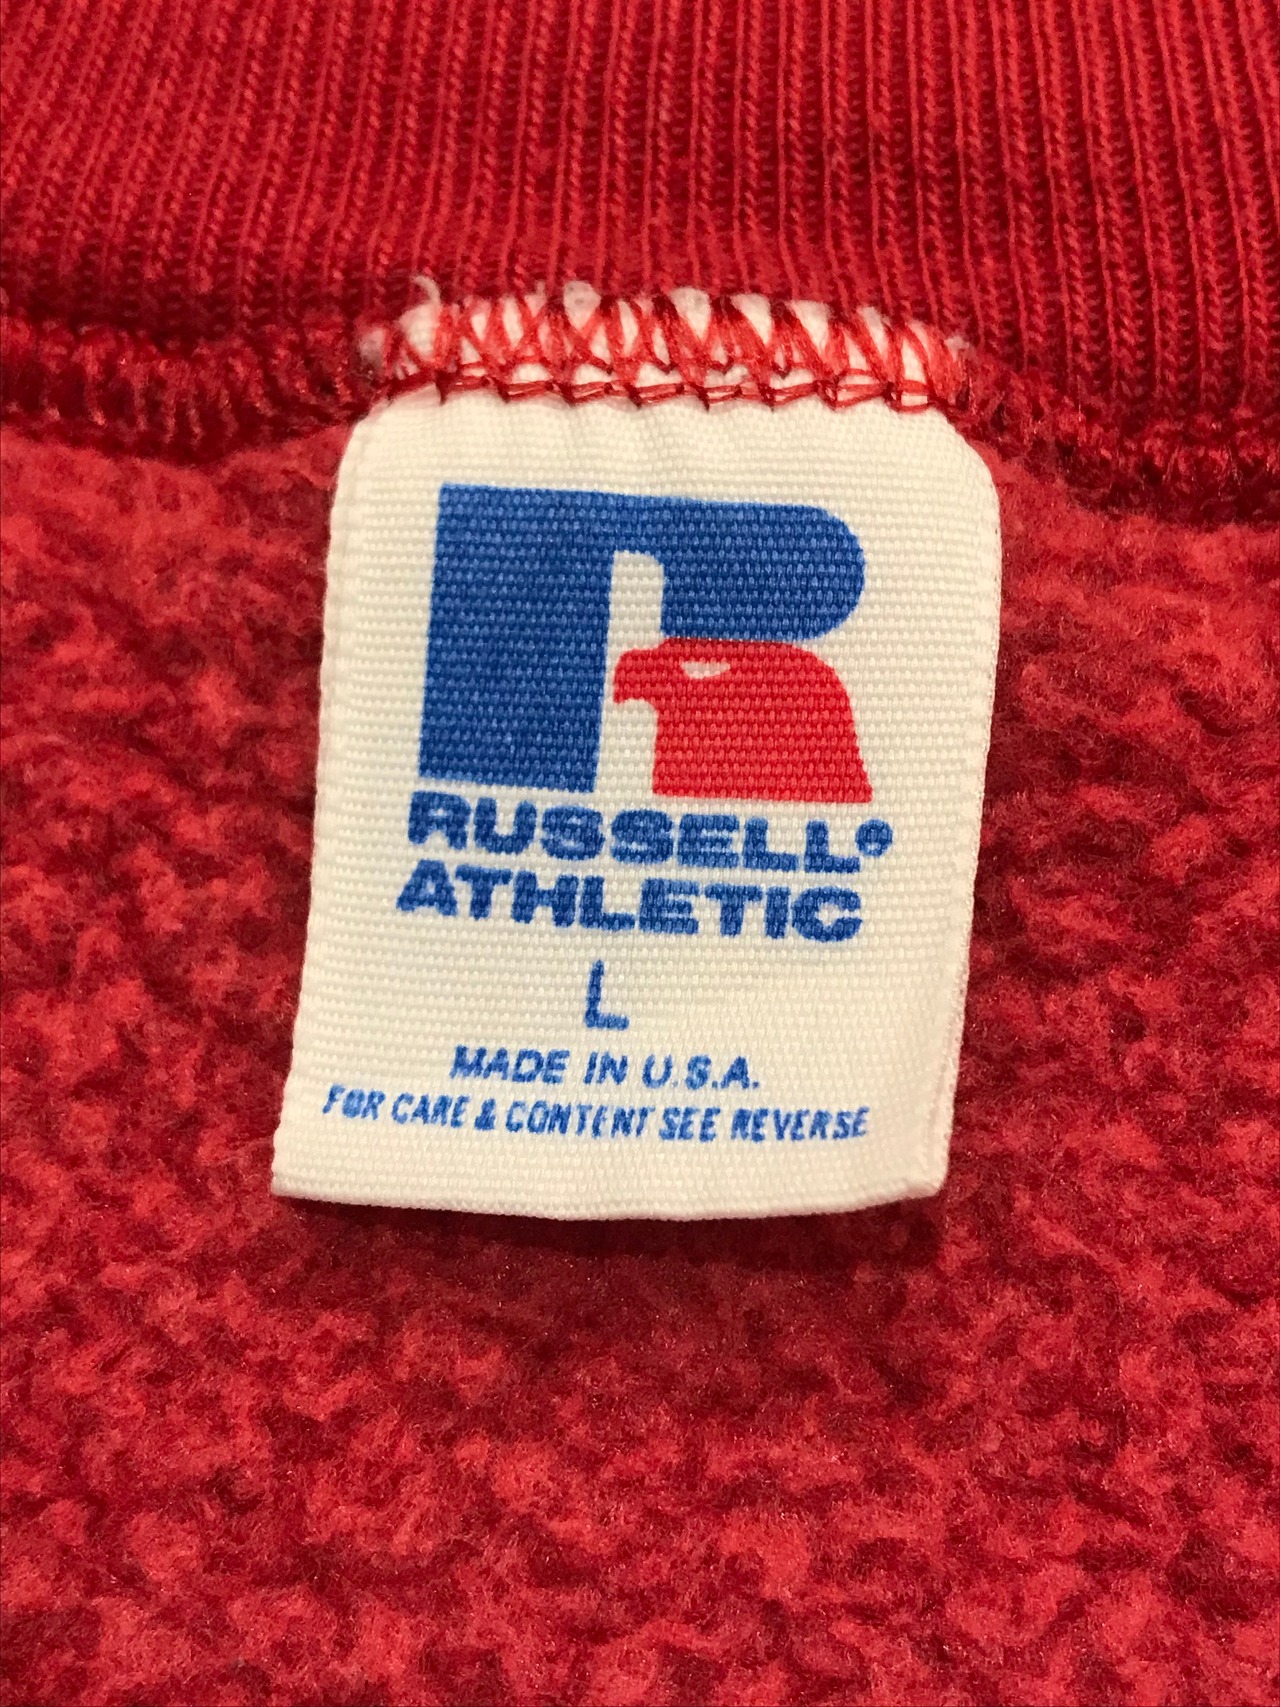 RUSSELL®
ATHLETIC
L
MADE IN U.S.A.
FOR CARE & CONTENT SEE REVERSE